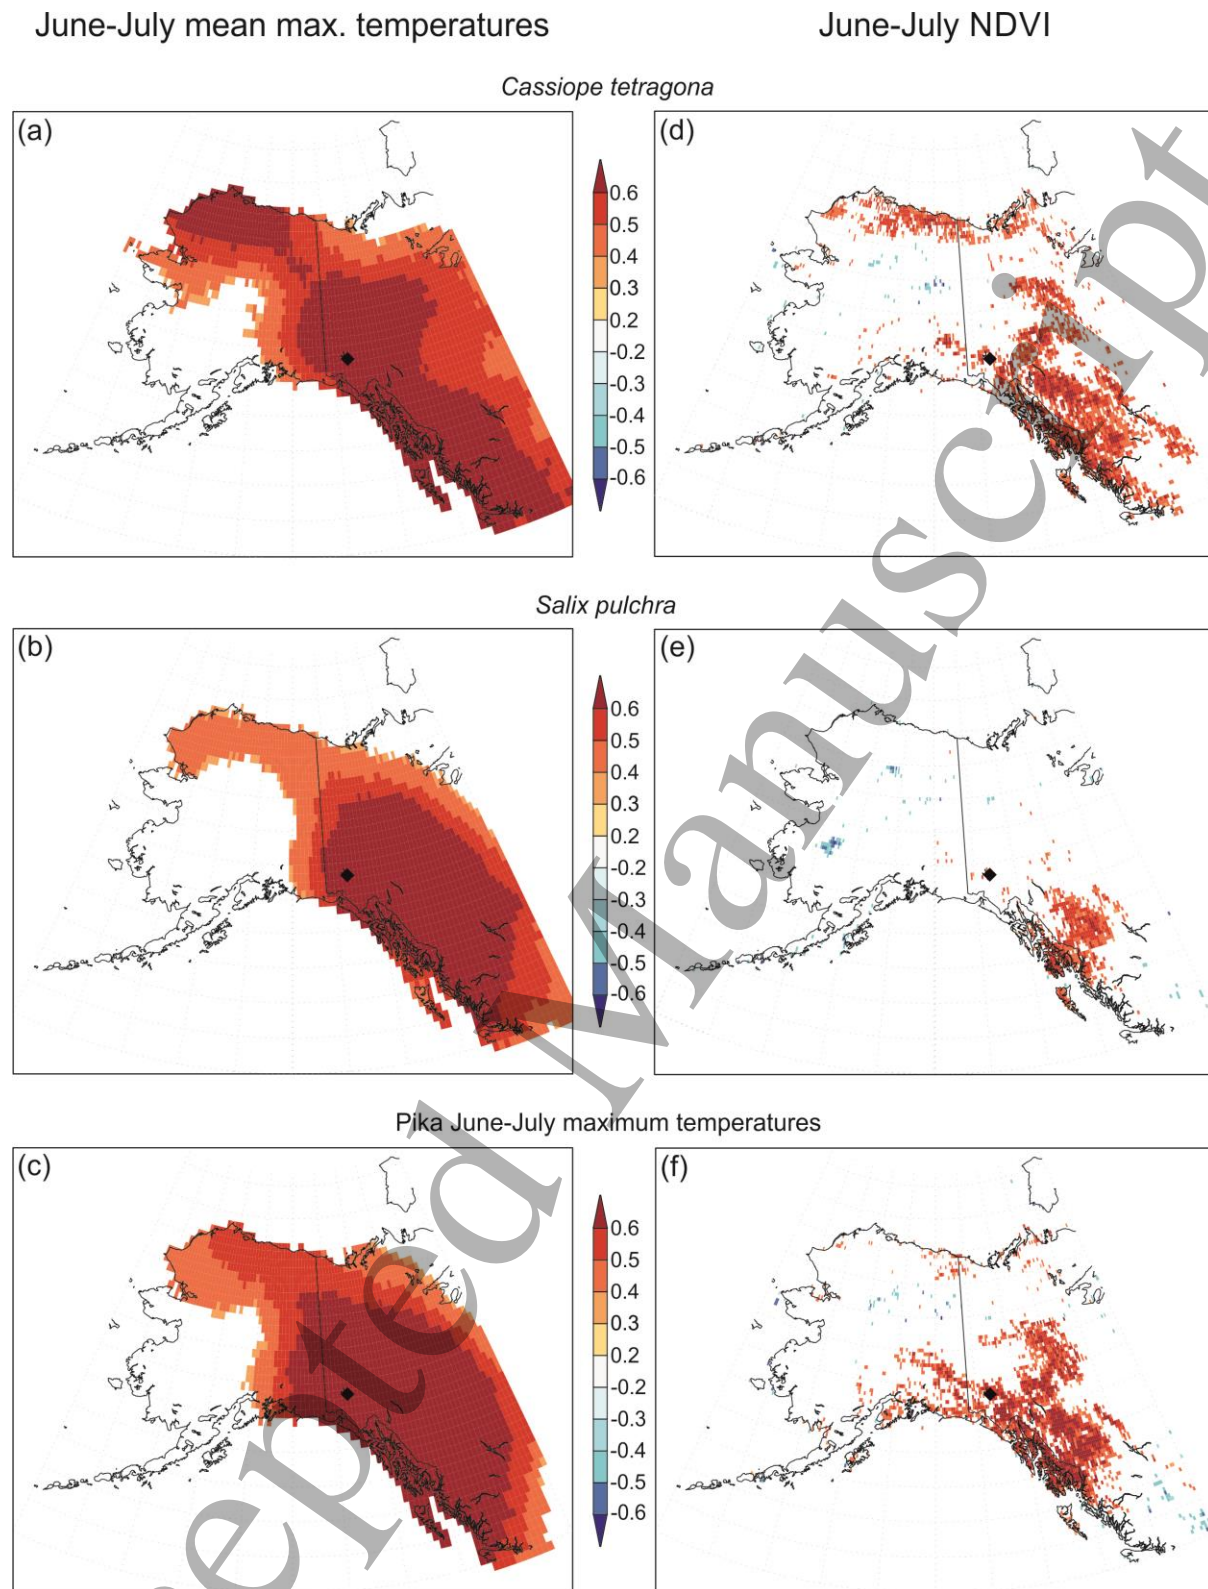 June-July mean max. temperatures
June-July NDVI
Cassiope tetragona
(a)
0.6
0.5
0.4
0.3
0.2
-0.2
-0.3
-0.4
-0.5
-0.6
(d)
Salix pulchra
(b)
0.6
0.5
0.4
0.3
0.2
-0.2
-0.3
-0.4
-0.5
-0.6
(e)
Pika June-July maximum temperatures
(c)
0.6
0.5
0.4
0.3
0.2
-0.2
-0.3
-0.4
-0.5
-0.6
(f)
epted Manuscript